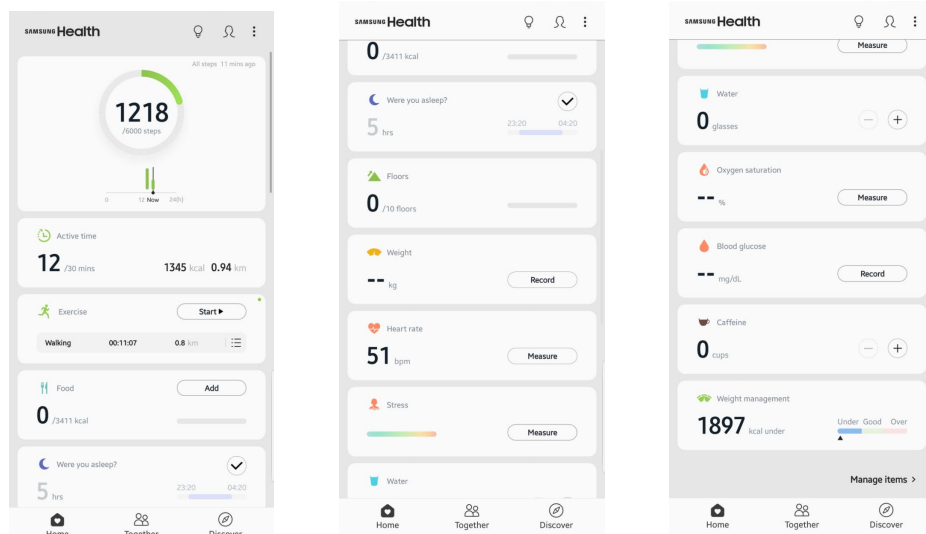 SAMSUNG Health
All steps 11 mins ago
1218
/6000 steps
0 12 Now 24(h)
Active time
12 /30 mins 1345 kcal 0.94 km
Exercise Start
Walking 00:11:07 0.8 km
Food Add
0 /3411 kcal
Were you asleep?
5 hrs 23:20 04:20
Home Together Discover
SAMSUNG Health
0 /3411 kcal
Were you asleep?
5 hrs 23:20 04:20
Floors
0 /10 floors
Weight
-- kg Record
Heart rate
51 bpm Measure
Stress
Measure
Water
Home Together Discover
SAMSUNG Health
Measure
Water
0 glasses
Oxygen saturation
-- % Measure
Blood glucose
-- mg/dL Record
Caffeine
0 cups
Weight management
1897 kcal under Under Good Over
Manage items >
Home Together Discover